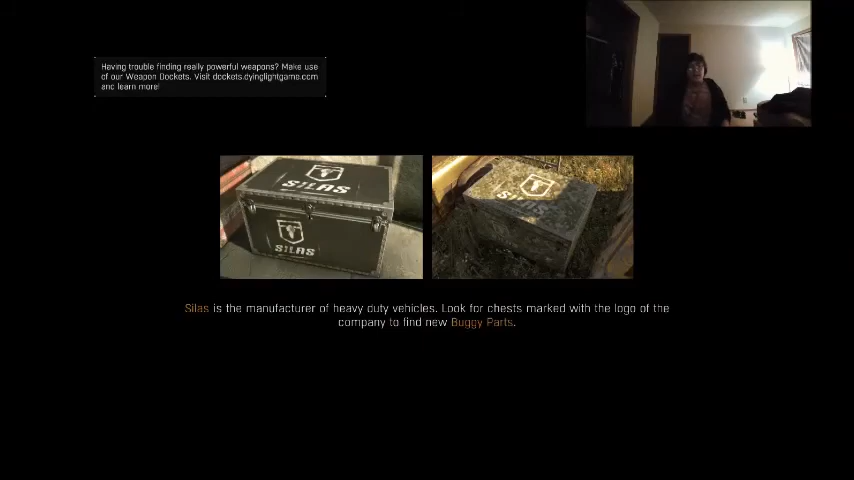 Having trouble finding really powerful weapons? Make use
of our Weapon Dockets. Visit dockets.dyinglightgame.com
and learn more!
SILAS
SILAS
SILAS
Silas is the manufacturer of heavy duty vehicles. Look for chests marked with the logo of the
company to find new Buggy Parts.